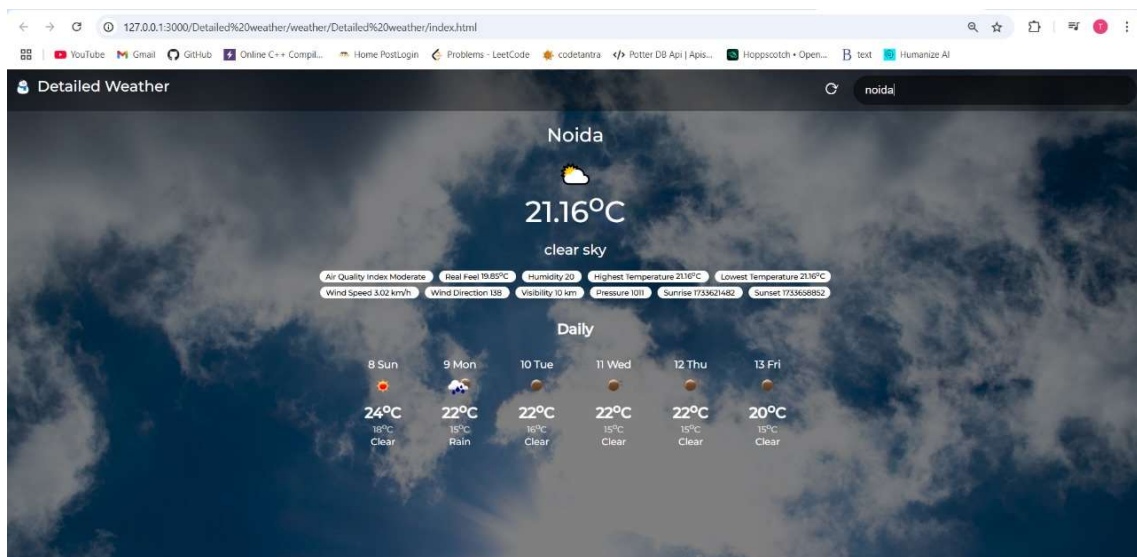 127.0.0.1:3000/Detailed%20weather/weather/Detailed%20weather/index.html
YouTube Gmail GitHub Online C++ Compil... Home PostLogin Problems - LeetCode codetantra Potter DB Api | Apis... Hoppscotch • Open... text Humanize AI
Detailed Weather noida
Noida
21.16°C
clear sky
Air Quality Index Moderate Real Feel 19.85°C Humidity 20 Highest Temperature 21.16°C Lowest Temperature 21.16°C
Wind Speed 3.02 km/h Wind Direction 138 Visibility 10 km Pressure 1011 Sunrise 1733621482 Sunset 1733658852
Daily
8 Sun 9 Mon 10 Tue 11 Wed 12 Thu 13 Fri
24°C 22°C 22°C 22°C 22°C 20°C
18°C 15°C 16°C 15°C 15°C 15°C
Clear Rain Clear Clear Clear Clear